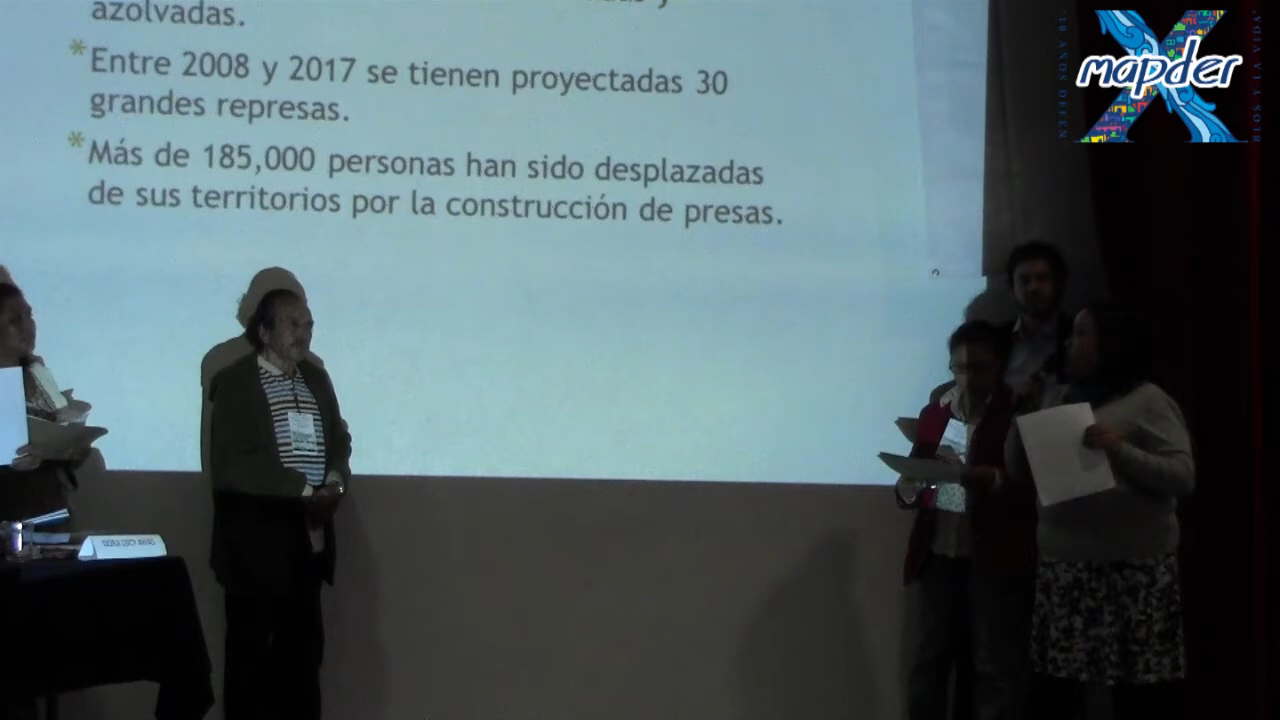 azolvadas.
*Entre 2008 y 2017 se tienen proyectadas 30
grandes represas.
*Más de 185,000 personas han sido desplazadas
de sus territorios por la construcción de presas.
mapder